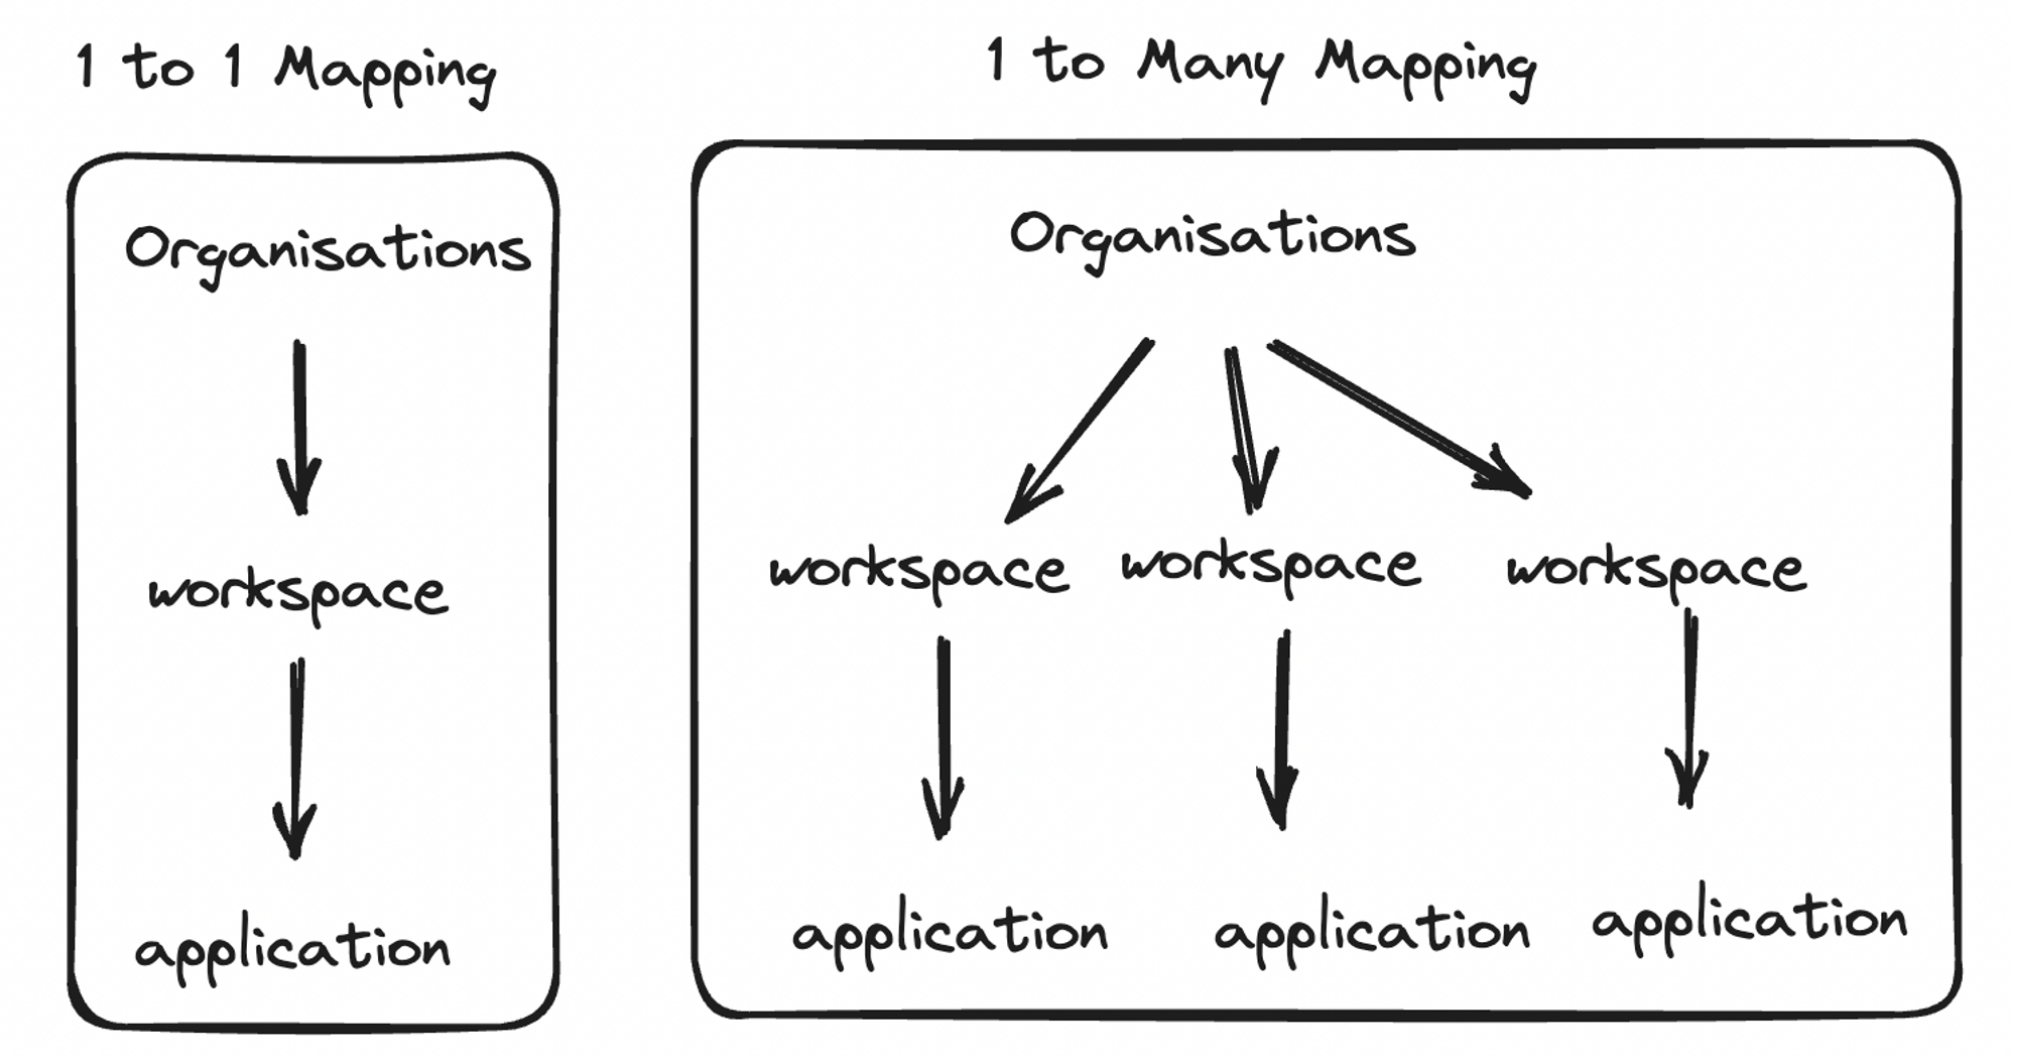 1 to 1 Mapping
Organisations
workspace
application
1 to Many Mapping
Organisations
workspace workspace workspace
application application application